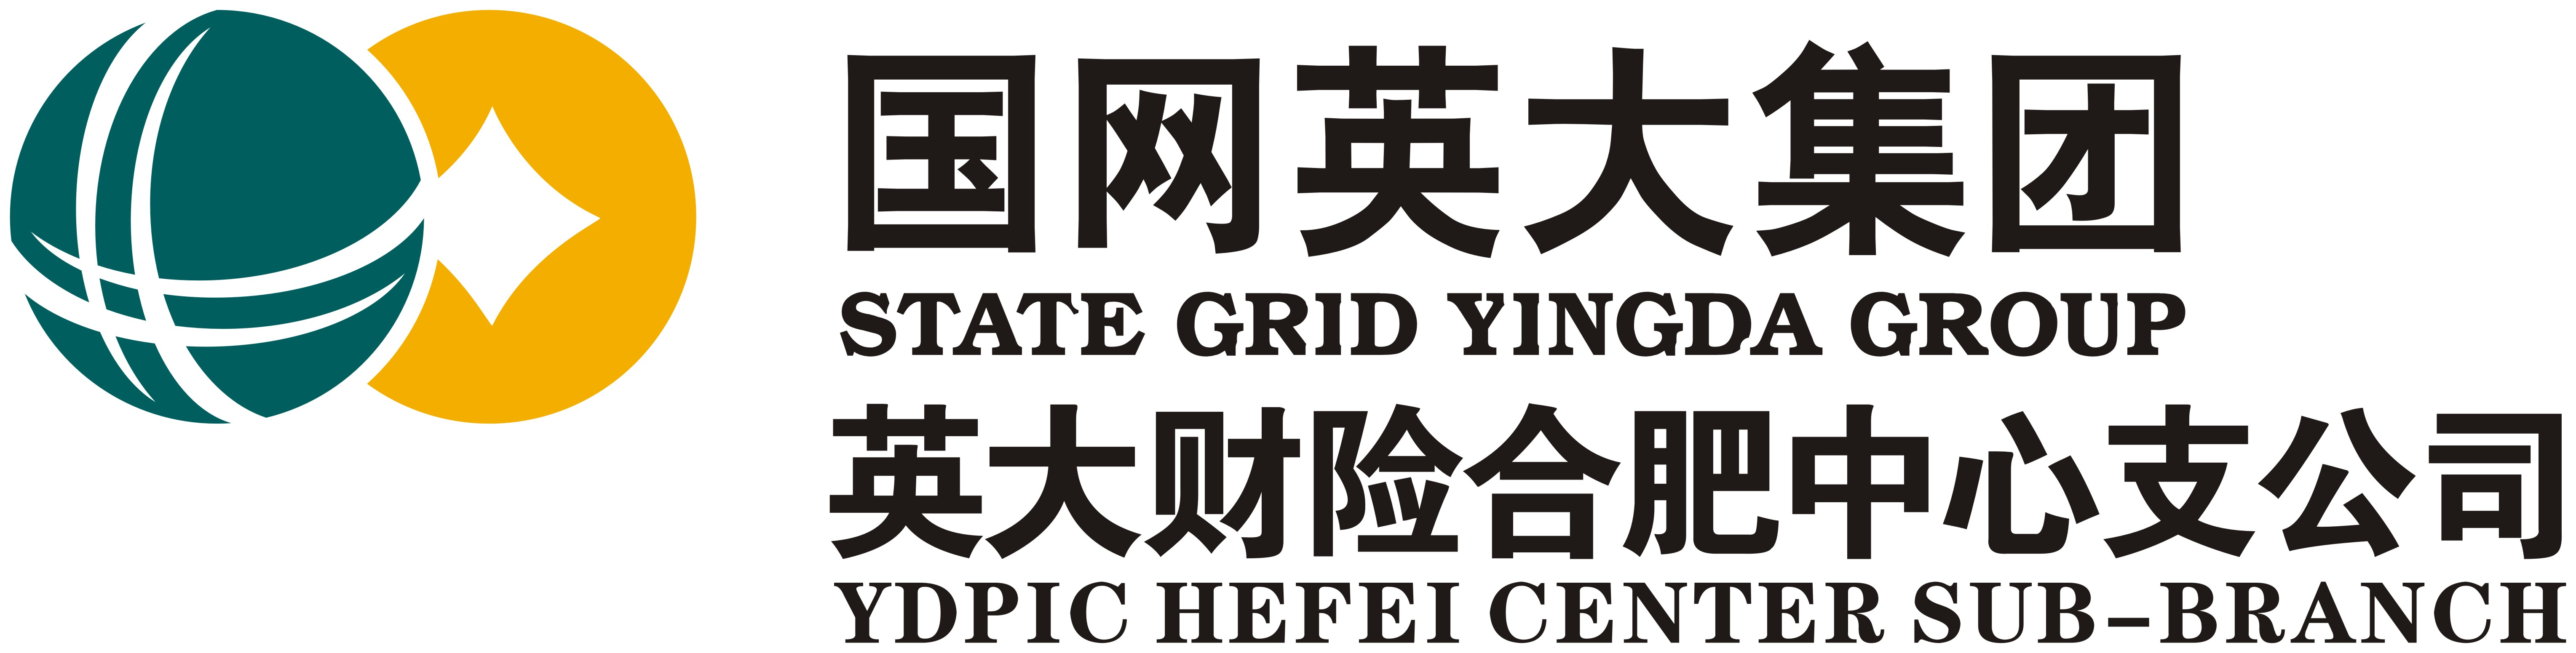 国网英大集团
STATE GRID YINGDA GROUP
英大财险合肥中心支公司
YDPIC HEFEI CENTER SUB-BRANCH